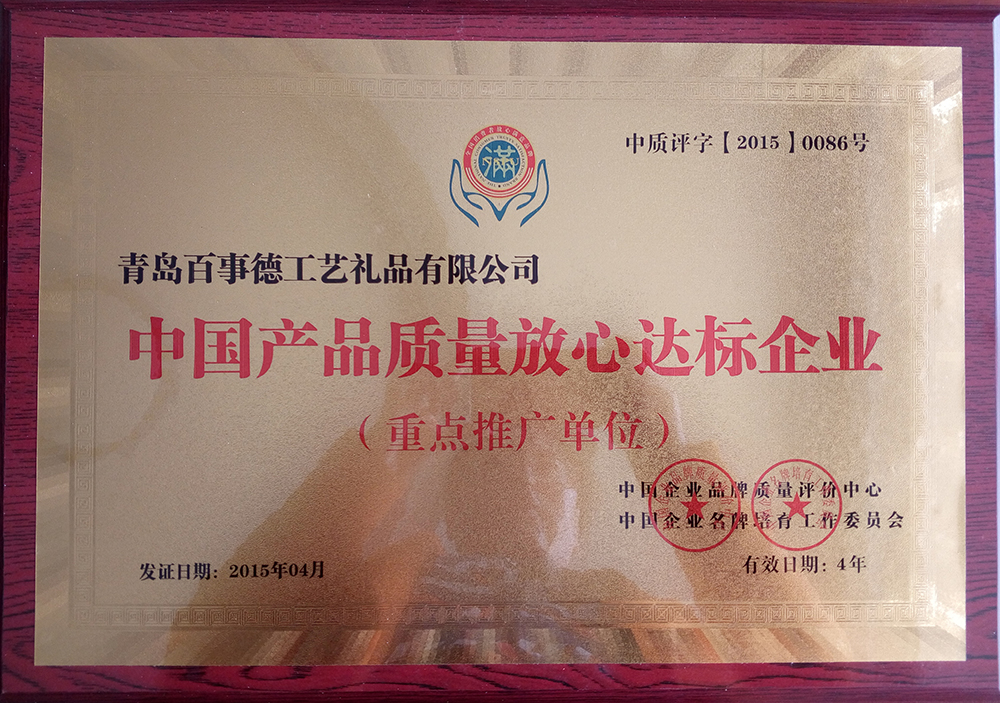 中质评字【2015】0086号
满
青岛百事德工艺礼品有限公司
中国产品质量放心达标企业
（重点推广单位）
中国企业品牌质量评价中心
中国企业名牌培育工作委员会
发证日期：2015年04月
有效日期：4年